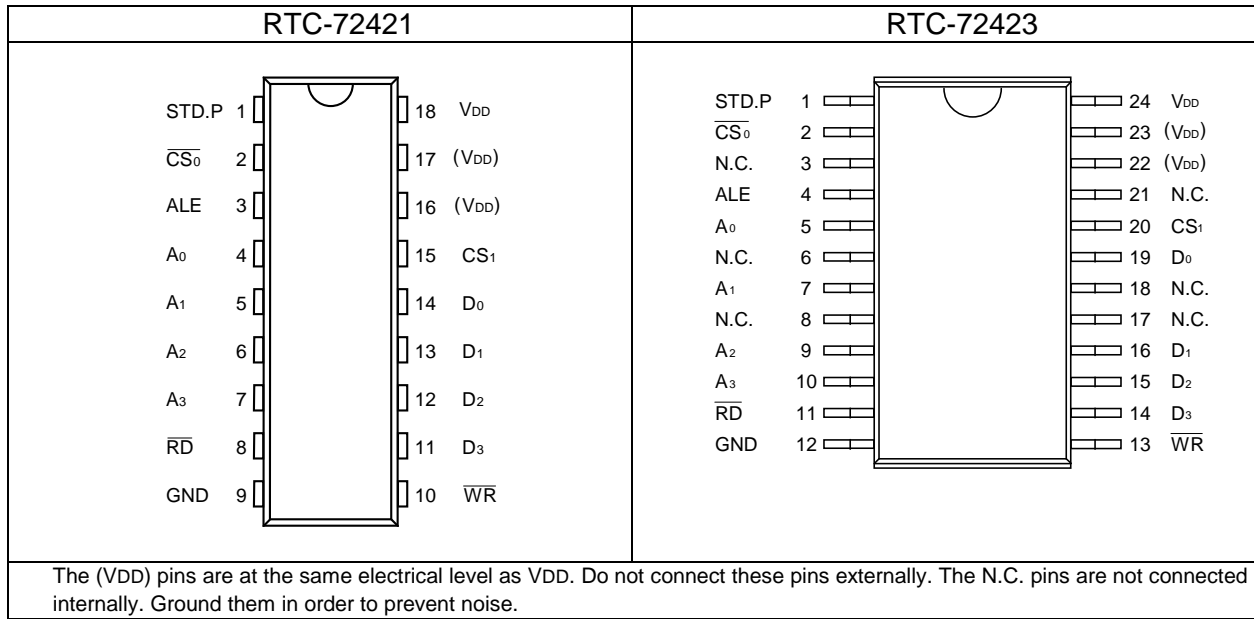 RTC-72421 RTC-72423
STD.P 1 18 VDD
CS0 2 17 (VDD)
ALE 3 16 (VDD)
A0 4 15 CS1
A1 5 14 D0
A2 6 13 D1
A3 7 12 D2
RD 8 11 D3
GND 9 10 WR
STD.P 1 24 VDD
CS0 2 23 (VDD)
N.C. 3 22 (VDD)
ALE 4 21 N.C.
A0 5 20 CS1
N.C. 6 19 D0
A1 7 18 N.C.
N.C. 8 17 N.C.
A2 9 16 D1
A3 10 15 D2
RD 11 14 D3
GND 12 13 WR
The (VDD) pins are at the same electrical level as VDD. Do not connect these pins externally. The N.C. pins are not connected
internally. Ground them in order to prevent noise.